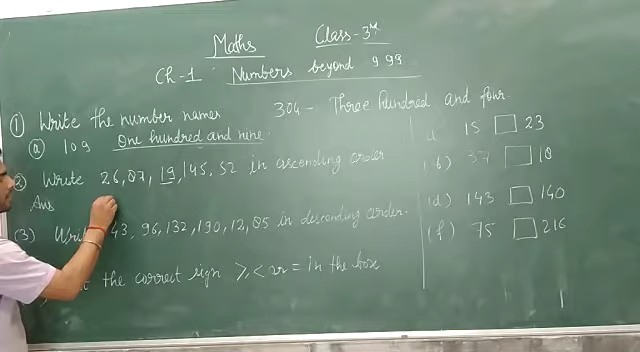 Maths Class-3rd
Ch-1 Numbers beyond 999
① Write the number names 304 - Three hundred and four
ⓐ 109 One hundred and nine
② Write 26, 87, 19, 145, 52 in ascending order
Ans
(3) 43, 96, 132, 190, 12, 85 in descending order.
the correct sign >, < or = in the box
15 □ 23
(b) 37 □ 18
(d) 143 □ 140
(f) 75 □ 216